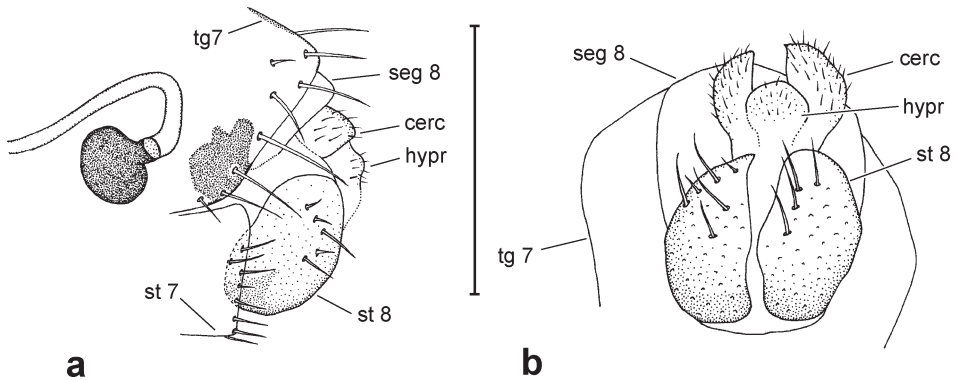 tg7
seg 8
cerc
hypr
st 7
st 8
a
seg 8
cerc
hypr
st 8
tg 7
b